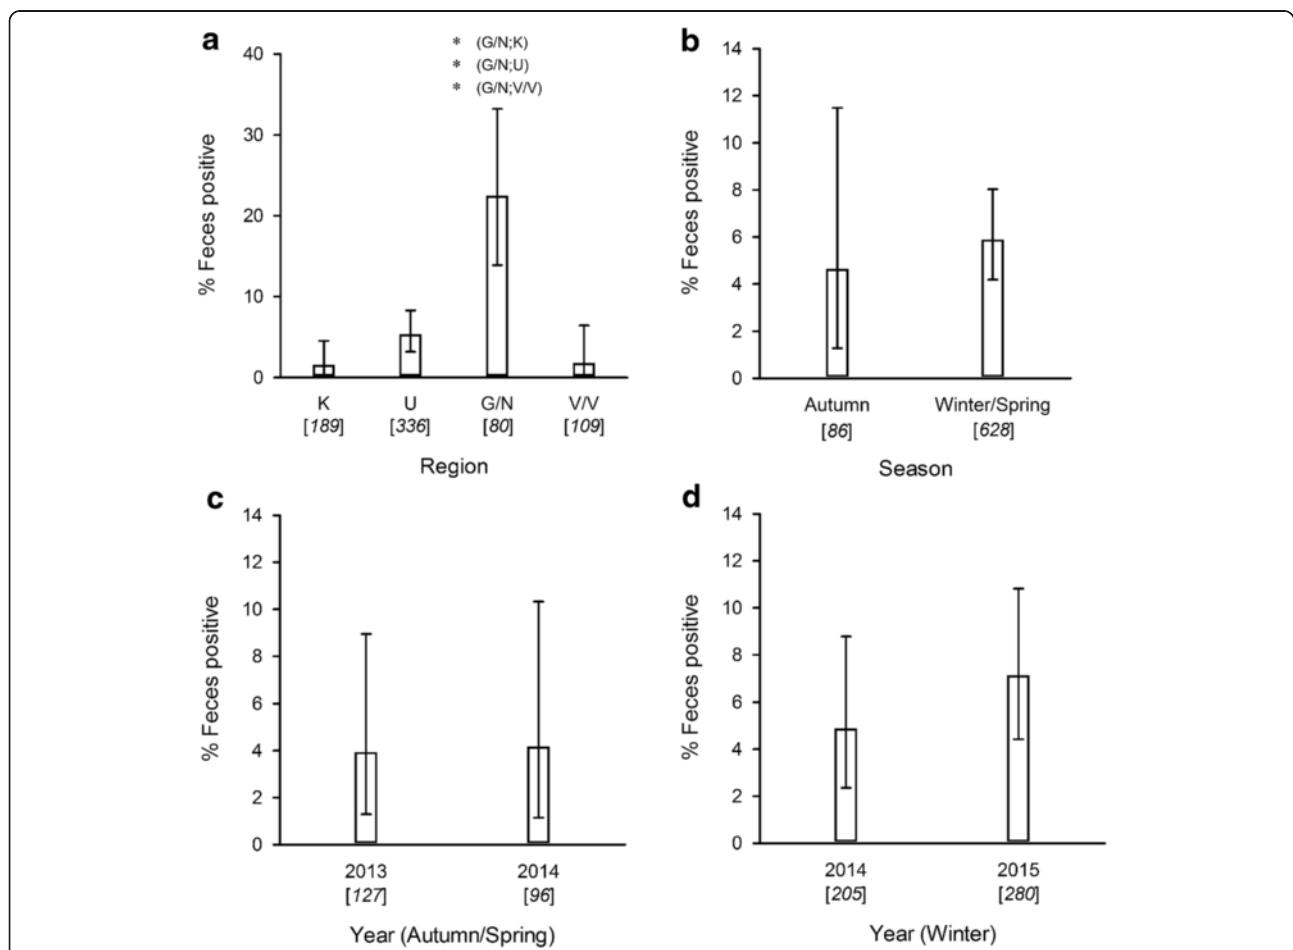 a
* (G/N;K)
* (G/N;U)
* (G/N;V/V)
40
30
20
10
0
% Feces positive
K U G/N V/V
[189] [336] [80] [109]
Region
b
14
12
10
8
6
4
2
0
% Feces positive
Autumn Winter/Spring
[86] [628]
Season
c
14
12
10
8
6
4
2
0
% Feces positive
2013 2014
[127] [96]
Year (Autumn/Spring)
d
14
12
10
8
6
4
2
0
% Feces positive
2014 2015
[205] [280]
Year (Winter)